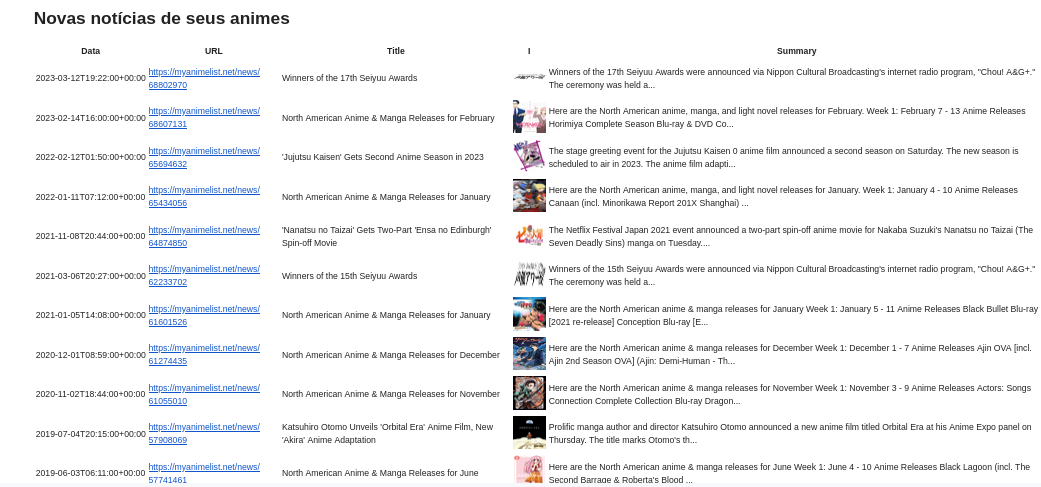 Novas notícias de seus animes
Data URL Title I Summary
2023-03-12T19:22:00+00:00 https://myanimelist.net/news/ Winners of the 17th Seiyuu Awards Winners of the 17th Seiyuu Awards were announced via Nippon Cultural Broadcasting's internet radio program, "Chou! A&G+."
68802970 The ceremony was held a...
2023-02-14T16:00:00+00:00 https://myanimelist.net/news/ North American Anime & Manga Releases for February Here are the North American anime, manga, and light novel releases for February. Week 1: February 7 - 13 Anime Releases
68607131 Horimiya Complete Season Blu-ray & DVD Co...
2022-02-12T01:50:00+00:00 https://myanimelist.net/news/ 'Jujutsu Kaisen' Gets Second Anime Season in 2023 The stage greeting event for the Jujutsu Kaisen 0 anime film announced a second season on Saturday. The new season is
65694632 scheduled to air in 2023. The anime film adapti...
2022-01-11T07:12:00+00:00 https://myanimelist.net/news/ North American Anime & Manga Releases for January Here are the North American anime, manga, and light novel releases for January. Week 1: January 4 - 10 Anime Releases
65434056 Canaan (incl. Minorikawa Report 201X Shanghai) ...
2021-11-08T20:44:00+00:00 https://myanimelist.net/news/ 'Nanatsu no Taizai' Gets Two-Part 'Ensa no Edinburgh' The Netflix Festival Japan 2021 event announced a two-part spin-off anime movie for Nakaba Suzuki's Nanatsu no Taizai (The
64874850 Spin-off Movie Seven Deadly Sins) manga on Tuesday....
2021-03-06T20:27:00+00:00 https://myanimelist.net/news/ Winners of the 15th Seiyuu Awards Winners of the 15th Seiyuu Awards were announced via Nippon Cultural Broadcasting's internet radio program, "Chou! A&G+."
62233702 The ceremony was held a...
2021-01-05T14:08:00+00:00 https://myanimelist.net/news/ North American Anime & Manga Releases for January Here are the North American anime & manga releases for January Week 1: January 5 - 11 Anime Releases Black Bullet Blu-ray
61601526 [2021 re-release] Conception Blu-ray [E...
2020-12-01T08:59:00+00:00 https://myanimelist.net/news/ North American Anime & Manga Releases for December Here are the North American anime & manga releases for December Week 1: December 1 - 7 Anime Releases Ajin OVA [incl.
61274435 Ajin 2nd Season OVA] (Ajin: Demi-Human - Th...
2020-11-02T18:44:00+00:00 https://myanimelist.net/news/ North American Anime & Manga Releases for November Here are the North American anime & manga releases for November Week 1: November 3 - 9 Anime Releases Actors: Songs
61055010 Connection Complete Collection Blu-ray Dragon...
2019-07-04T20:15:00+00:00 https://myanimelist.net/news/ Katsuhiro Otomo Unveils 'Orbital Era' Anime Film, New Prolific manga author and director Katsuhiro Otomo announced a new anime film titled Orbital Era at his Anime Expo panel on
57908069 'Akira' Anime Adaptation Thursday. The title marks Otomo's th...
2019-06-03T06:11:00+00:00 https://myanimelist.net/news/ North American Anime & Manga Releases for June Here are the North American anime & manga releases for June Week 1: June 4 - 10 Anime Releases Black Lagoon (incl. The
57741461 Second Barrage & Roberta's Blood ...